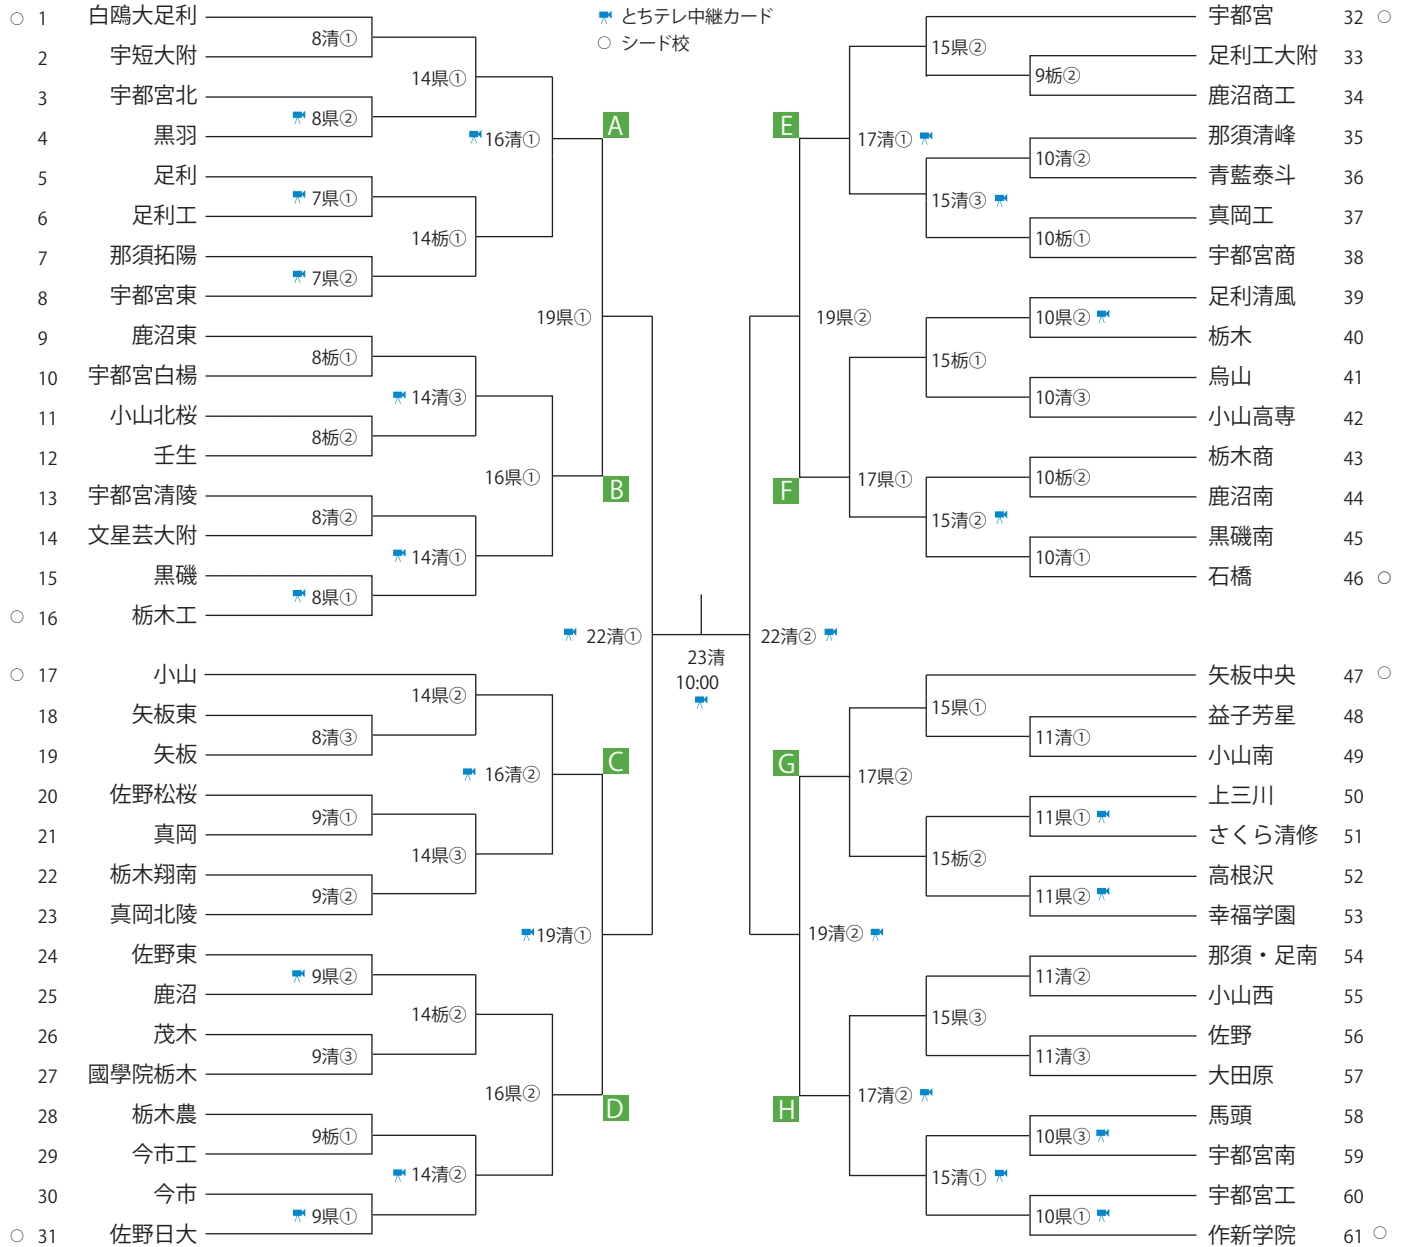 とちテレ中継カード
○ シード校
○ 1 白鴎大足利
2 宇短大附
3 宇都宮北
4 黒羽
5 足利
6 足利工
7 那須拓陽
8 宇都宮東
9 鹿沼東
10 宇都宮白楊
11 小山北桜
12 壬生
13 宇都宮清陵
14 文星芸大附
15 黒磯
○ 16 栃木工
○ 17 小山
18 矢板東
19 矢板
20 佐野松桜
21 真岡
22 栃木翔南
23 真岡北陵
24 佐野東
25 鹿沼
26 茂木
27 國學院栃木
28 栃木農
29 今市工
30 今市
○ 31 佐野日大
8清①
8県②
7県①
7県②
8栃①
8栃②
8清②
8県①
8清③
9清①
9清②
9県②
9清③
9栃①
9県①
14県①
14栃①
14清③
14清①
14県②
14県③
14栃②
14清②
16清①
16県①
16清②
16県②
A
B
C
D
19県①
19清①
22清①
23清
10:00
22清②
19県②
19清②
E
F
G
H
17清①
17県①
17県②
17清②
15県②
15清③
15栃①
15清②
15県①
15栃②
15県③
15清①
9栃②
10清②
10栃①
10県②
10清③
10栃②
10清①
11清①
11県①
11県②
11清②
11清③
10県③
10県①
宇都宮 32 ○
足利工大附 33
鹿沼商工 34
那須清峰 35
青藍泰斗 36
真岡工 37
宇都宮商 38
足利清風 39
栃木 40
烏山 41
小山高専 42
栃木商 43
鹿沼南 44
黒磯南 45
石橋 46 ○
矢板中央 47 ○
益子芳星 48
小山南 49
上三川 50
さくら清修 51
高根沢 52
幸福学園 53
那須・足南 54
小山西 55
佐野 56
大田原 57
馬頭 58
宇都宮南 59
宇都宮工 60
作新学院 61 ○